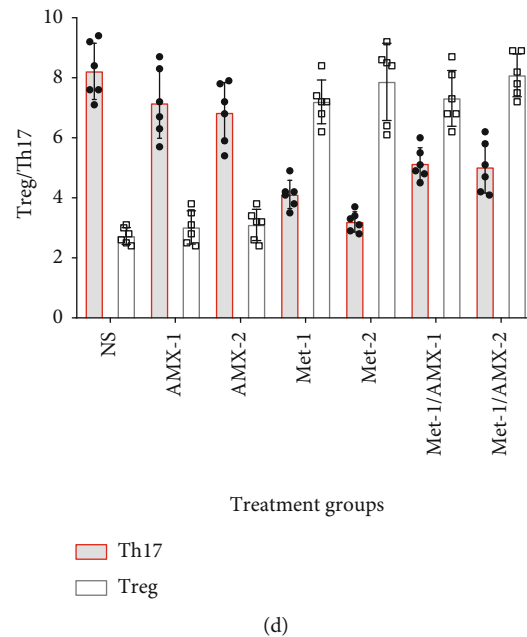 10
8
6
4
2
0
Treg/Th17
NS
AMX-1
AMX-2
Met-1
Met-2
Met-1/AMX-1
Met-1/AMX-2
Treatment groups
Th17
Treg
(d)